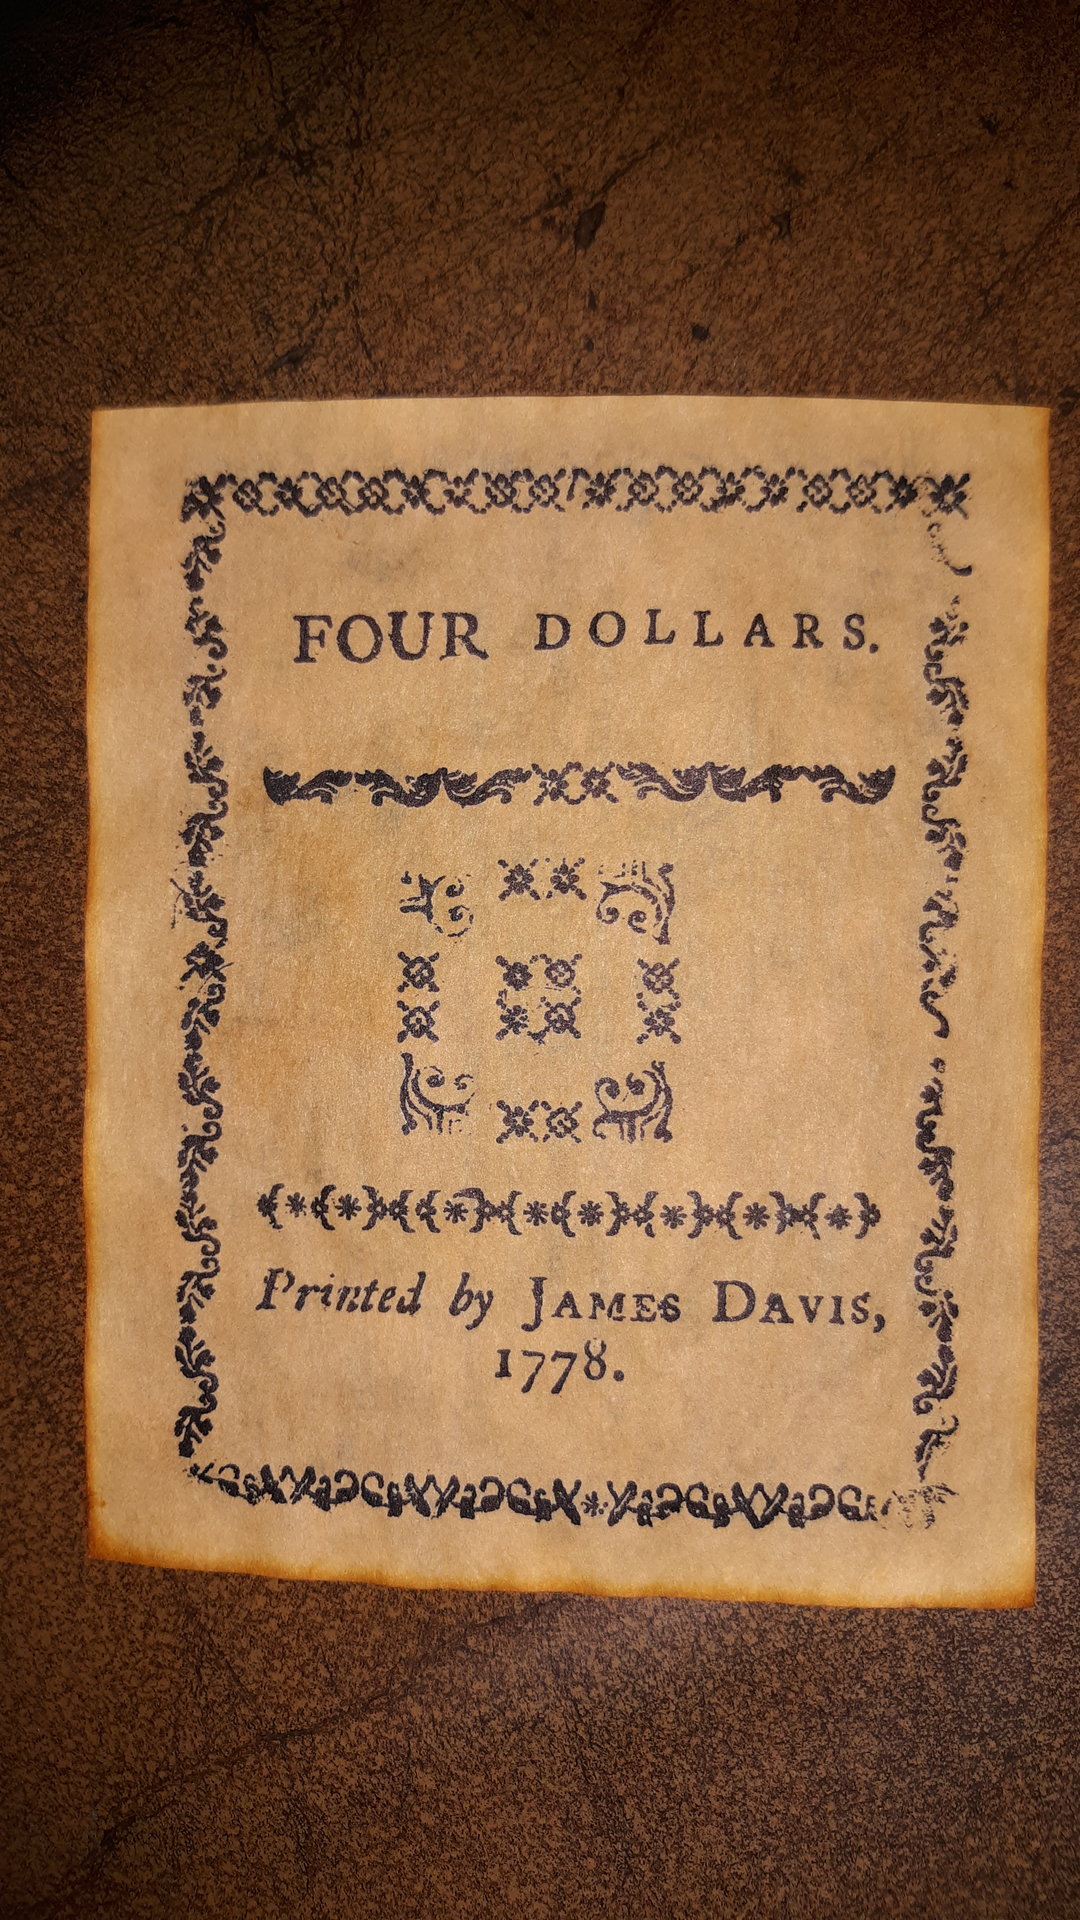 FOUR DOLLARS.
Printed by JAMES DAVIS,
1778.